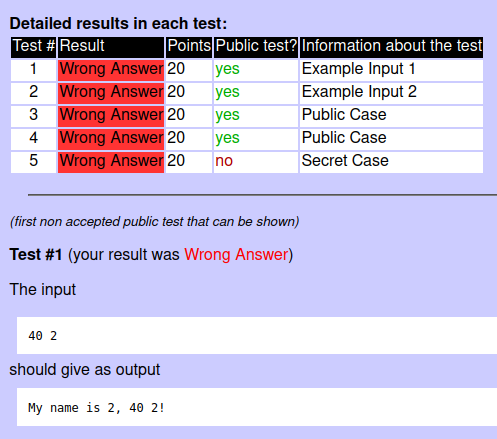 Detailed results in each test:
Test # Result Points Public test? Information about the test
1 Wrong Answer 20 yes Example Input 1
2 Wrong Answer 20 yes Example Input 2
3 Wrong Answer 20 yes Public Case
4 Wrong Answer 20 yes Public Case
5 Wrong Answer 20 no Secret Case
(first non accepted public test that can be shown)
Test #1 (your result was Wrong Answer)
The input
40 2
should give as output
My name is 2, 40 2!